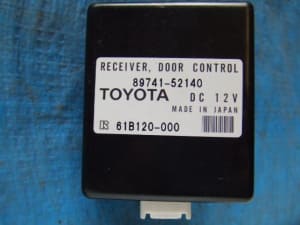 RECEIVER, DOOR CONTROL
89741-52140
TOYOTA DC 12V
MADE IN JAPAN
61B120-000